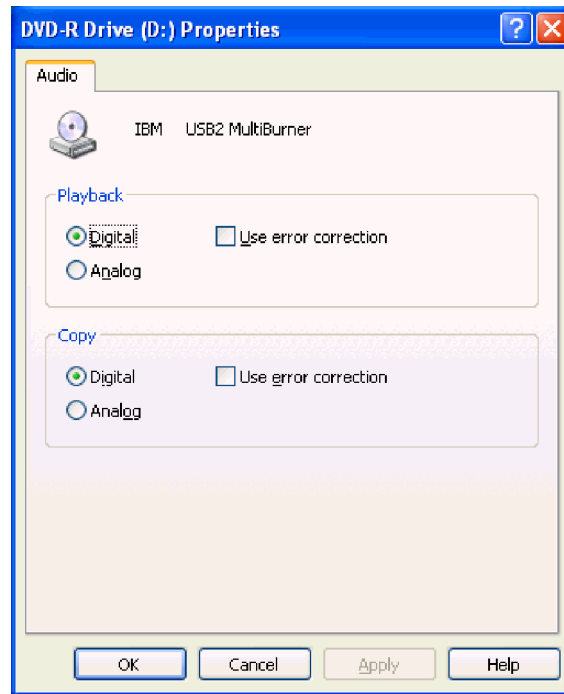 DVD-R Drive (D:) Properties
Audio
IBM USB2 MultiBurner
Playback
Digital Use error correction
Analog
Copy
Digital Use error correction
Analog
OK Cancel Apply Help